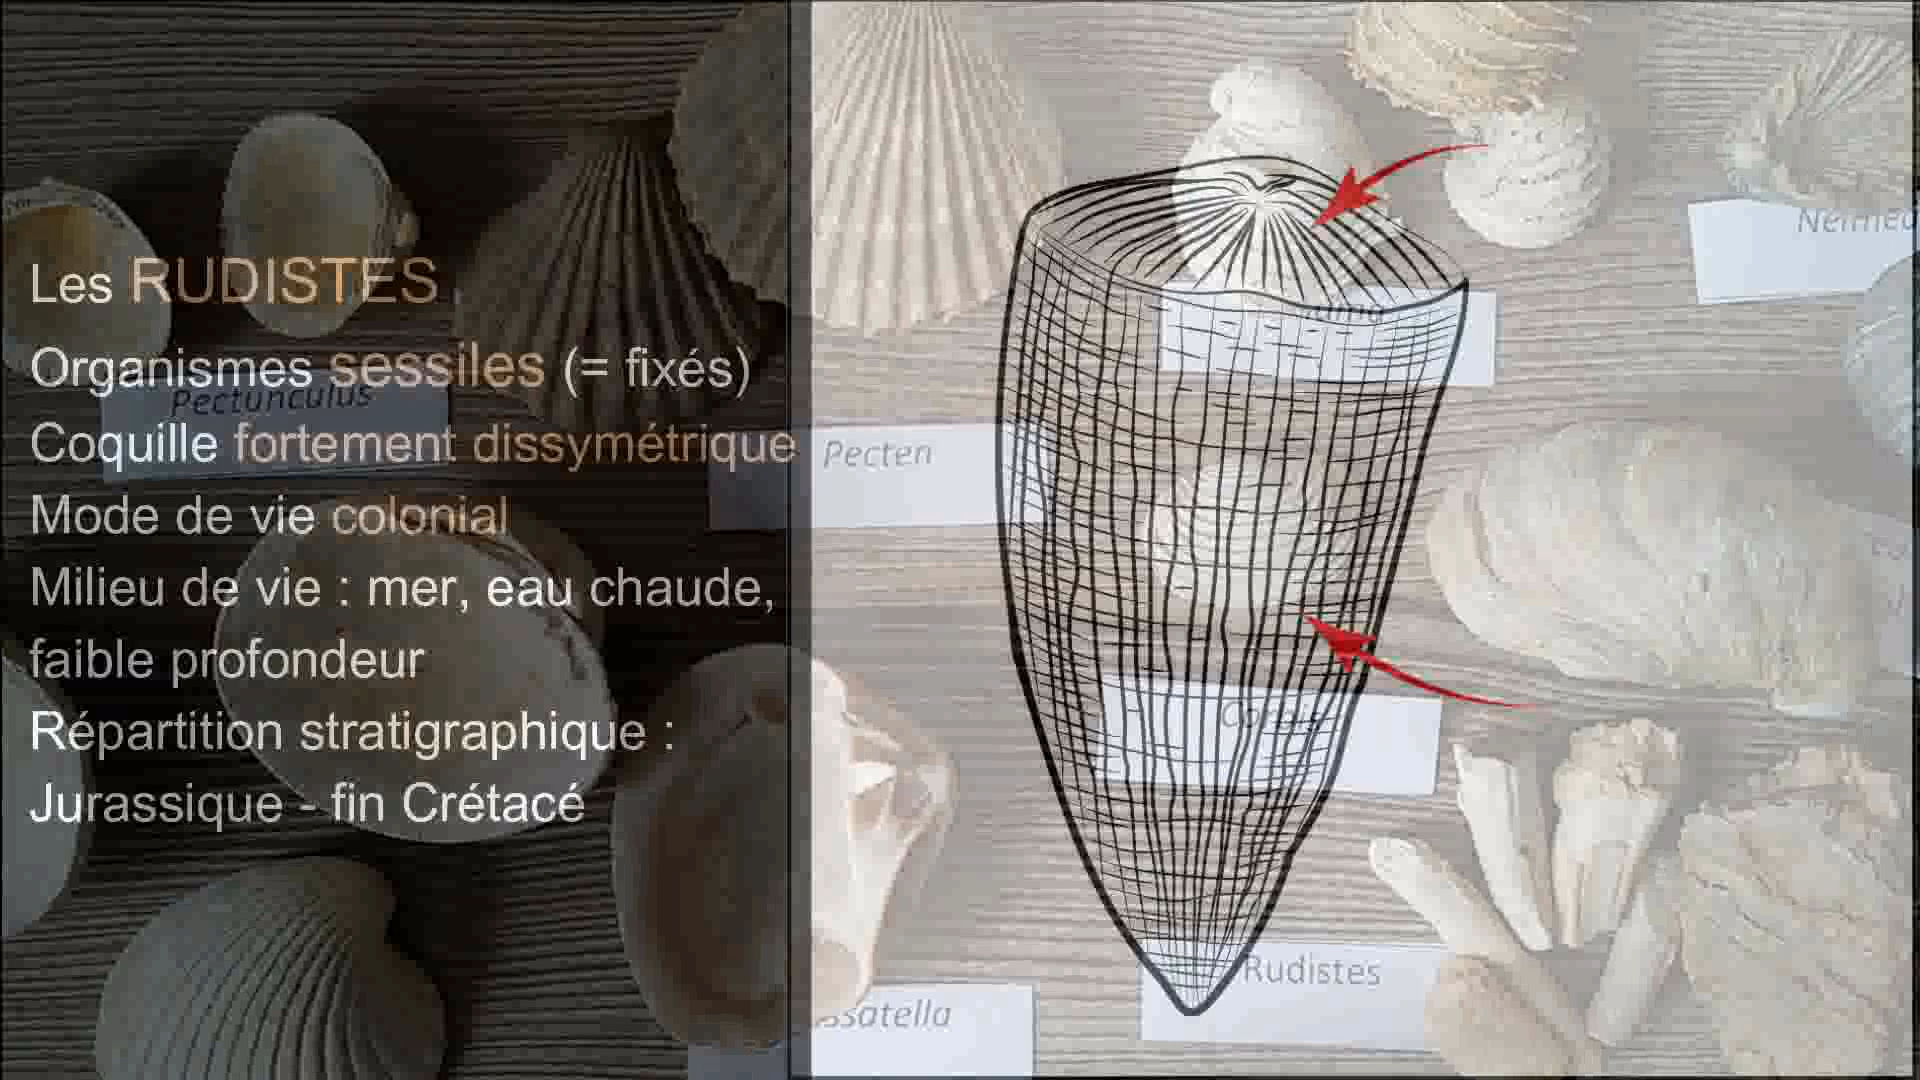 Les RUDISTES
Organismes sessiles (= fixés)
Pectunculus
Coquille fortement dissymétrique
Pecten
Mode de vie colonial
Milieu de vie : mer, eau chaude,
faible profondeur
Répartition stratigraphique :
Jurassique - fin Crétacé
Rudistes